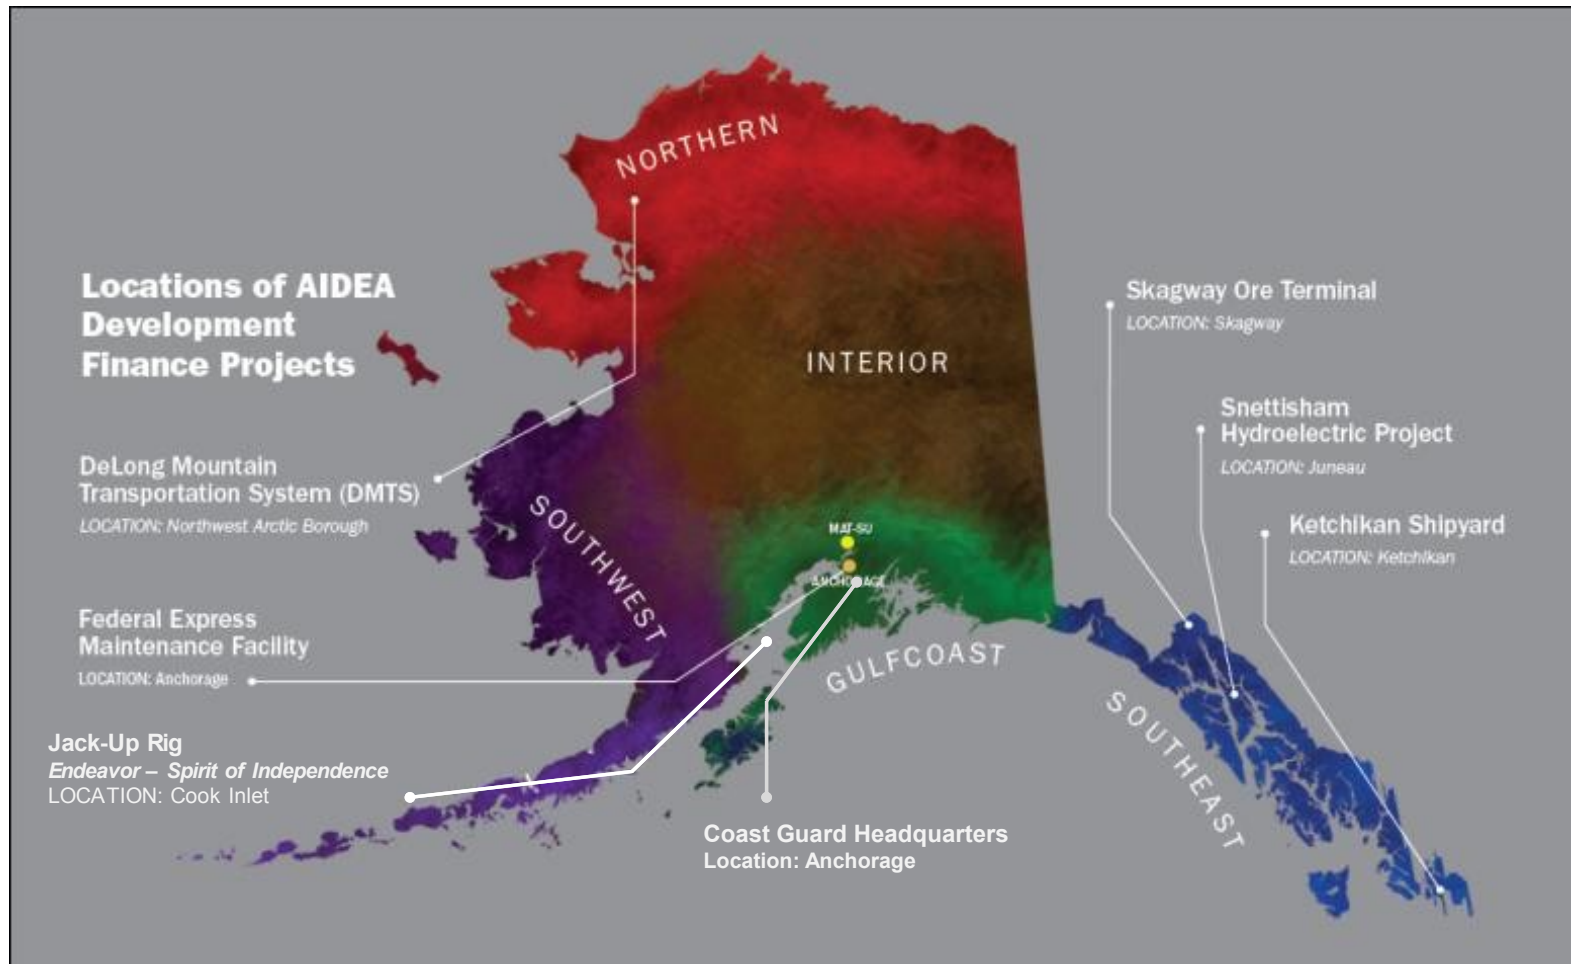 NORTHERN
Locations of AIDEA
Development
Finance Projects
INTERIOR
Skagway Ore Terminal
LOCATION: Skagway
Snettisham
Hydroelectric Project
LOCATION: Juneau
DeLong Mountain
Transportation System (DMTS)
LOCATION: Northwest Arctic Borough
SOUTHWEST
MAT-SU
ANCHORAGE
Ketchikan Shipyard
LOCATION: Ketchikan
Federal Express
Maintenance Facility
LOCATION: Anchorage
GULFCOAST
SOUTHEAST
Jack-Up Rig
Endeavor – Spirit of Independence
LOCATION: Cook Inlet
Coast Guard Headquarters
Location: Anchorage